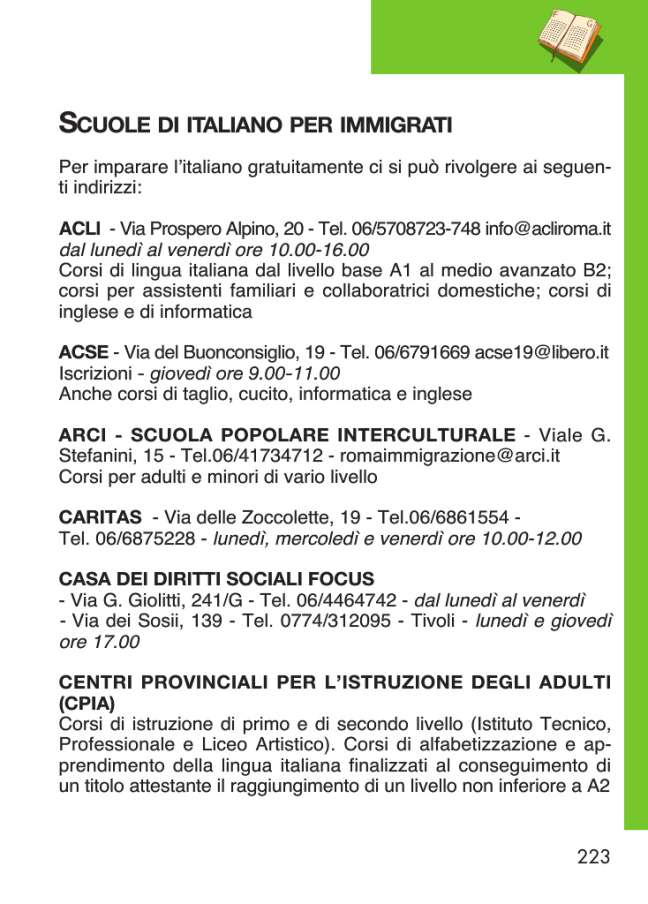 SCUOLE DI ITALIANO PER IMMIGRATI
Per imparare l'italiano gratuitamente ci si può rivolgere ai seguen-
ti indirizzi:
ACLI - Via Prospero Alpino, 20 - Tel. 06/5708723-748 info@acliroma.it
dal lunedì al venerdì ore 10.00-16.00
Corsi di lingua italiana dal livello base A1 al medio avanzato B2;
corsi per assistenti familiari e collaboratrici domestiche; corsi di
inglese e di informatica
ACSE - Via del Buonconsiglio, 19 - Tel. 06/6791669 acse19@libero.it
Iscrizioni - giovedì ore 9.00-11.00
Anche corsi di taglio, cucito, informatica e inglese
ARCI - SCUOLA POPOLARE INTERCULTURALE - Viale G.
Stefanini, 15 - Tel.06/41734712 - romaimmigrazione@arci.it
Corsi per adulti e minori di vario livello
CARITAS - Via delle Zoccolette, 19 - Tel.06/6861554 -
Tel. 06/6875228 - lunedì, mercoledì e venerdì ore 10.00-12.00
CASA DEI DIRITTI SOCIALI FOCUS
- Via G. Giolitti, 241/G - Tel. 06/4464742 - dal lunedì al venerdì
- Via dei Sosii, 139 - Tel. 0774/312095 - Tivoli - lunedì e giovedì
ore 17.00
CENTRI PROVINCIALI PER L'ISTRUZIONE DEGLI ADULTI
(CPIA)
Corsi di istruzione di primo e di secondo livello (Istituto Tecnico,
Professionale e Liceo Artistico). Corsi di alfabetizzazione e ap-
prendimento della lingua italiana finalizzati al conseguimento di
un titolo attestante il raggiungimento di un livello non inferiore a A2
223